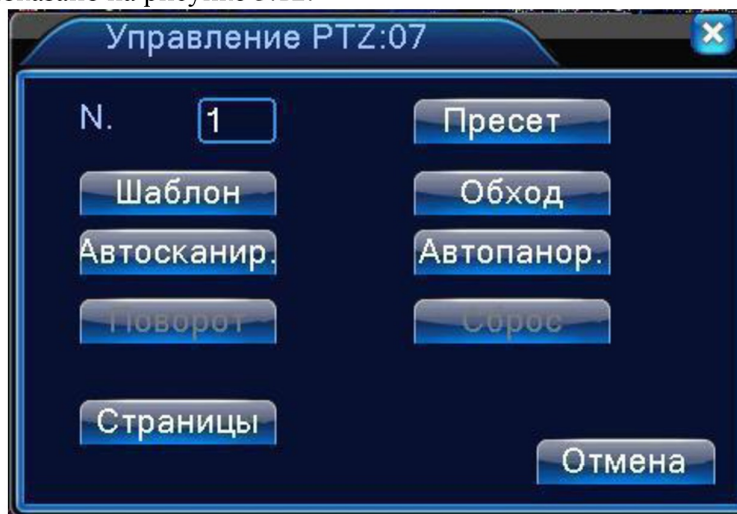 Управление PTZ:07
N. 1 Пресет
Шаблон Обход
Автосканир. Автопанор.
Поворот Сброс
Страницы
Отмена